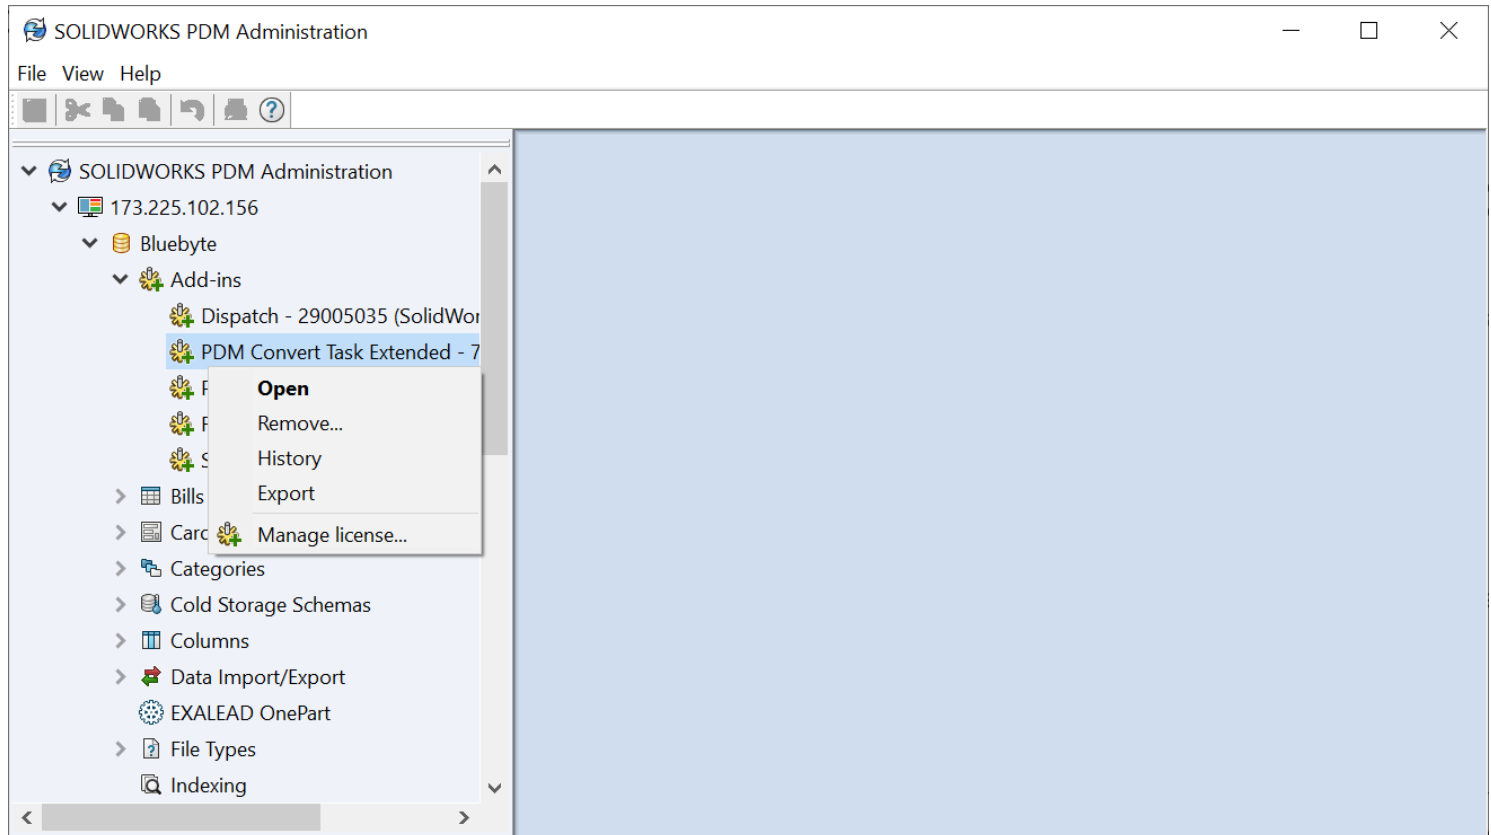 SOLIDWORKS PDM Administration
File View Help
SOLIDWORKS PDM Administration
173.225.102.156
Bluebyte
Add-ins
Dispatch - 29005035 (SolidWor
PDM Convert Task Extended - 7
Open
Remove...
History
Export
Bills
Manage license...
Categories
Cold Storage Schemas
Columns
Data Import/Export
EXALEAD OnePart
File Types
Indexing